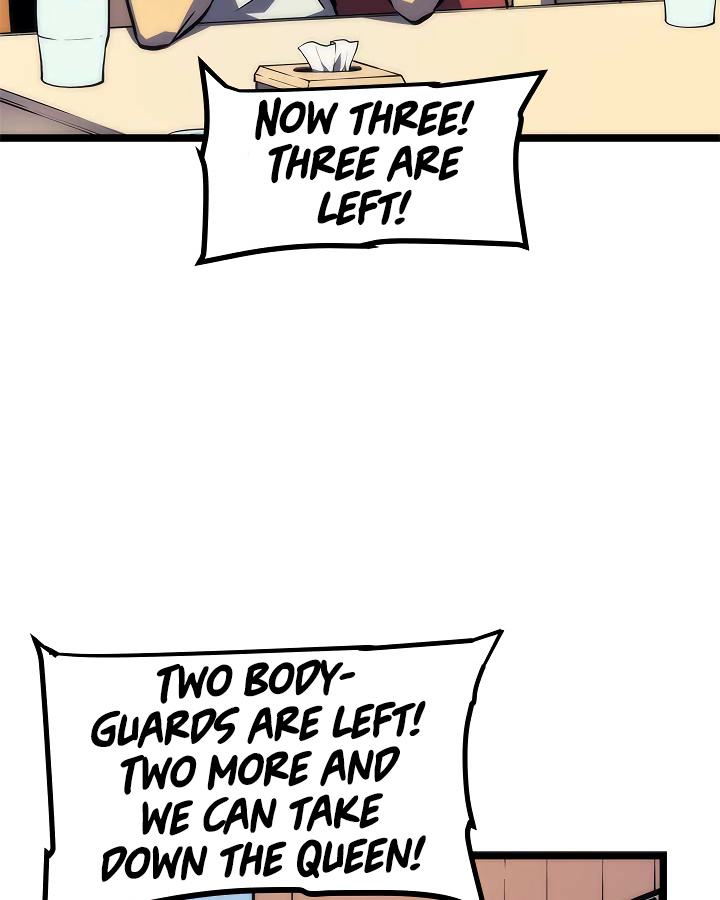 NOW THREE!
THREE ARE
LEFT!
TWO BODY-
GUARDS ARE LEFT!
TWO MORE AND
WE CAN TAKE
DOWN THE QUEEN!